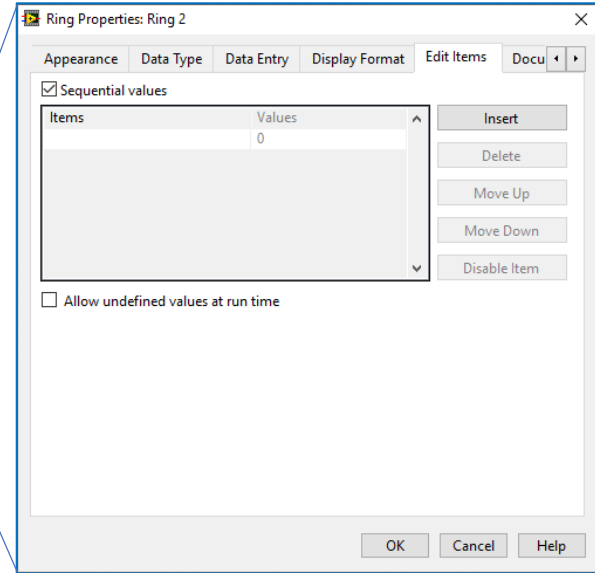 Ring Properties: Ring 2
Appearance Data Type Data Entry Display Format Edit Items Docu
Sequential values
Items Values
0
Insert
Delete
Move Up
Move Down
Disable Item
Allow undefined values at run time
OK Cancel Help